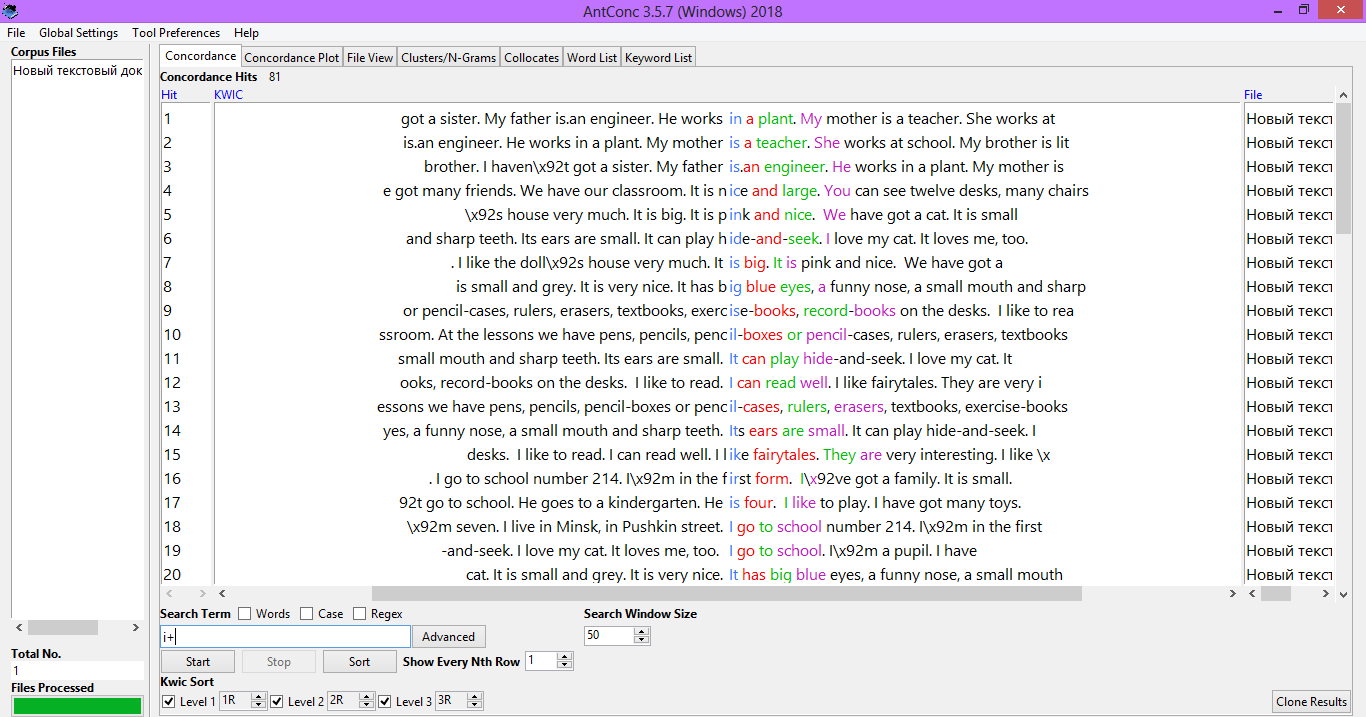 AntConc 3.5.7 (Windows) 2018
File Global Settings Tool Preferences Help
Corpus Files
Новый текстовый док
Total No.
1
Files Processed
Concordance Concordance Plot File View Clusters/N-Grams Collocates Word List Keyword List
Concordance Hits 81
Hit KWIC File
1 got a sister. My father is.an engineer. He works in a plant. My mother is a teacher. She works at Новый текст
2 is.an engineer. He works in a plant. My mother is a teacher. She works at school. My brother is lit Новый текст
3 brother. I haven\x92t got a sister. My father is.an engineer. He works in a plant. My mother is Новый текст
4 e got many friends. We have our classroom. It is nice and large. You can see twelve desks, many chairs Новый текст
5 \x92s house very much. It is big. It is pink and nice.  We have got a cat. It is small Новый текст
6 and sharp teeth. Its ears are small. It can play hide-and-seek. I love my cat. It loves me, too. Новый текст
7 . I like the doll\x92s house very much. It is big. It is pink and nice.  We have got a Новый текст
8 is small and grey. It is very nice. It has big blue eyes, a funny nose, a small mouth and sharp Новый текст
9 or pencil-cases, rulers, erasers, textbooks, exercise-books, record-books on the desks.  I like to rea Новый текст
10 ssroom. At the lessons we have pens, pencils, pencil-boxes or pencil-cases, rulers, erasers, textbooks Новый текст
11 small mouth and sharp teeth. Its ears are small. It can play hide-and-seek. I love my cat. It Новый текст
12 ooks, record-books on the desks.  I like to read. I can read well. I like fairytales. They are very i Новый текст
13 essons we have pens, pencils, pencil-boxes or pencil-cases, rulers, erasers, textbooks, exercise-books Новый текст
14 yes, a funny nose, a small mouth and sharp teeth. Its ears are small. It can play hide-and-seek. I Новый текст
15 desks.  I like to read. I can read well. I like fairytales. They are very interesting. I like \x Новый текст
16 . I go to school number 214. I\x92m in the first form.  I\x92ve got a family. It is small. Новый текст
17 92t go to school. He goes to a kindergarten. He is four.  I like to play. I have got many toys. Новый текст
18 \x92m seven. I live in Minsk, in Pushkin street. I go to school number 214. I\x92m in the first Новый текст
19 -and-seek. I love my cat. It loves me, too.  I go to school. I\x92m a pupil. I have Новый текст
20 cat. It is small and grey. It is very nice. It has big blue eyes, a funny nose, a small mouth Новый текст
Search Term Words Case Regex Search Window Size
i+ Advanced 50
Start Stop Sort Show Every Nth Row 1
Kwic Sort
Level 1 1R Level 2 2R Level 3 3R Clone Results